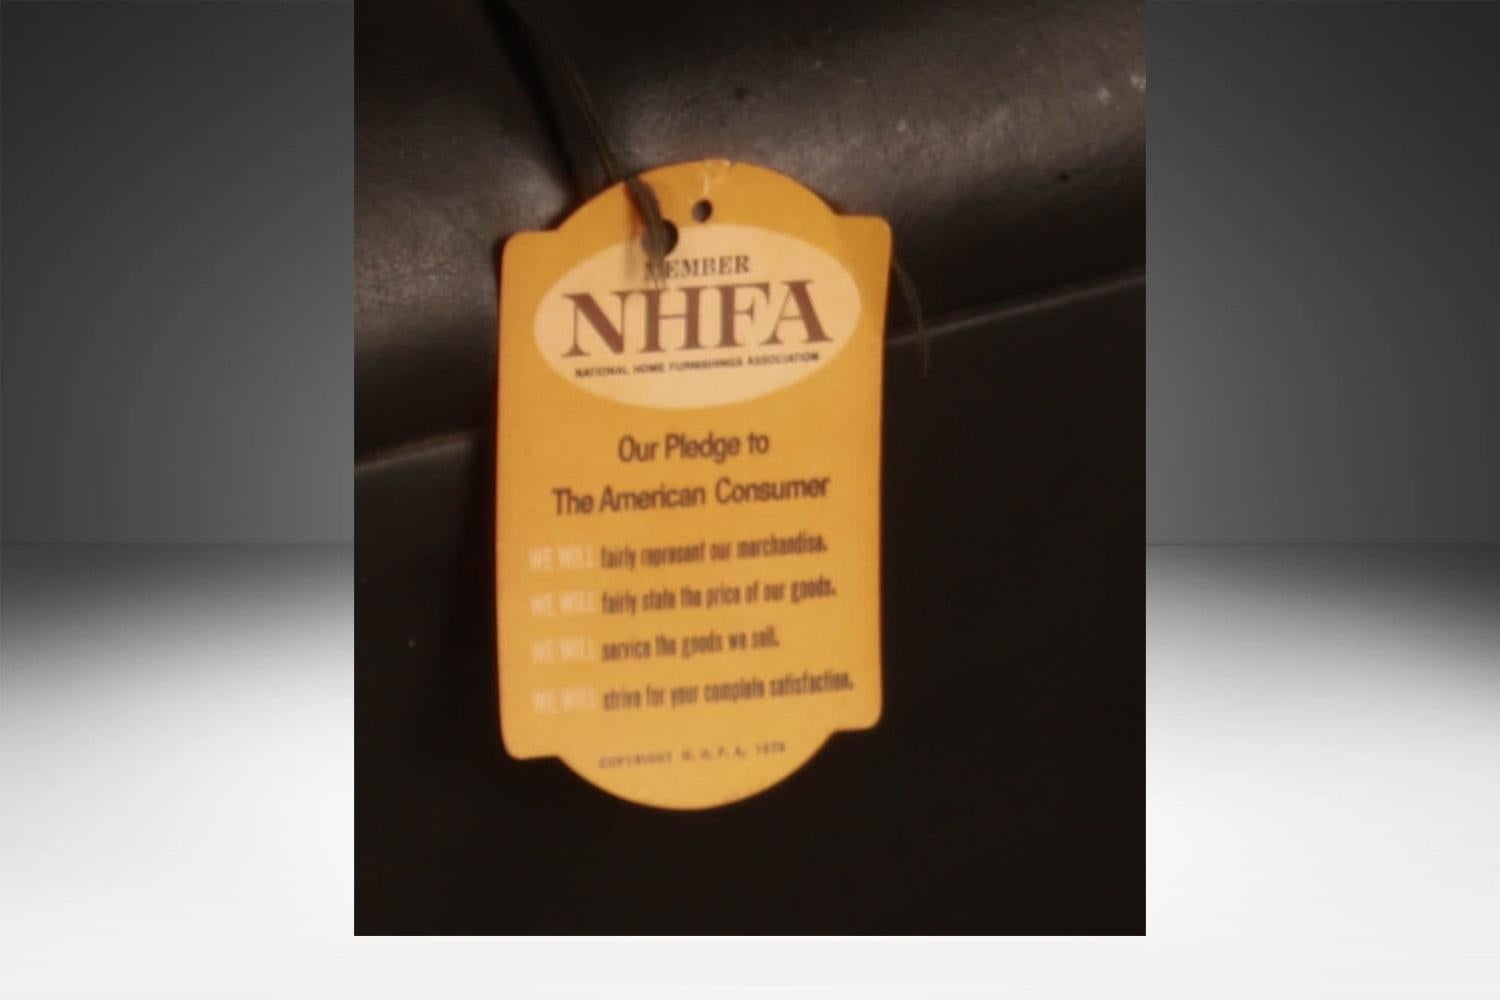 MEMBER
NHFA
NATIONAL HOME FURNISHINGS ASSOCIATION
Our Pledge to
The American Consumer
WE WILL fairly represent our merchandise.
WE WILL fairly state the price of our goods.
WE WILL service the goods we sell.
WE WILL strive for your complete satisfaction.
COPYRIGHT